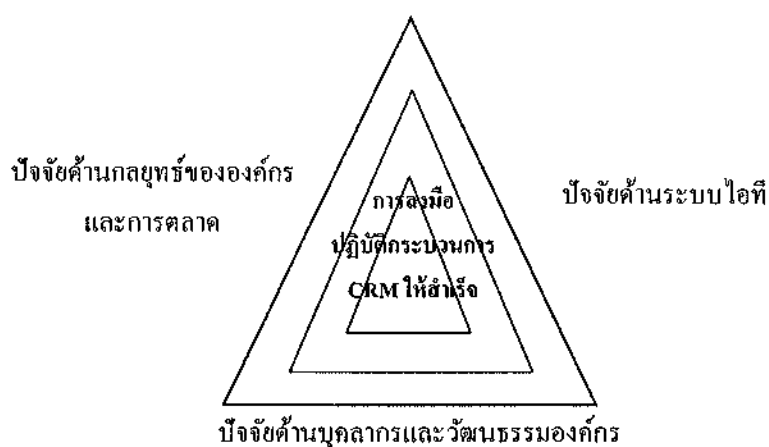 ปัจจัยด้านกลยุทธ์ขององค์กร
และการตลาด
การลงมือ
ปฏิบัติกระบวนการ
CRM ให้สำเร็จ
ปัจจัยด้านระบบไอที
ปัจจัยด้านบุคลากรและวัฒนธรรมองค์กร